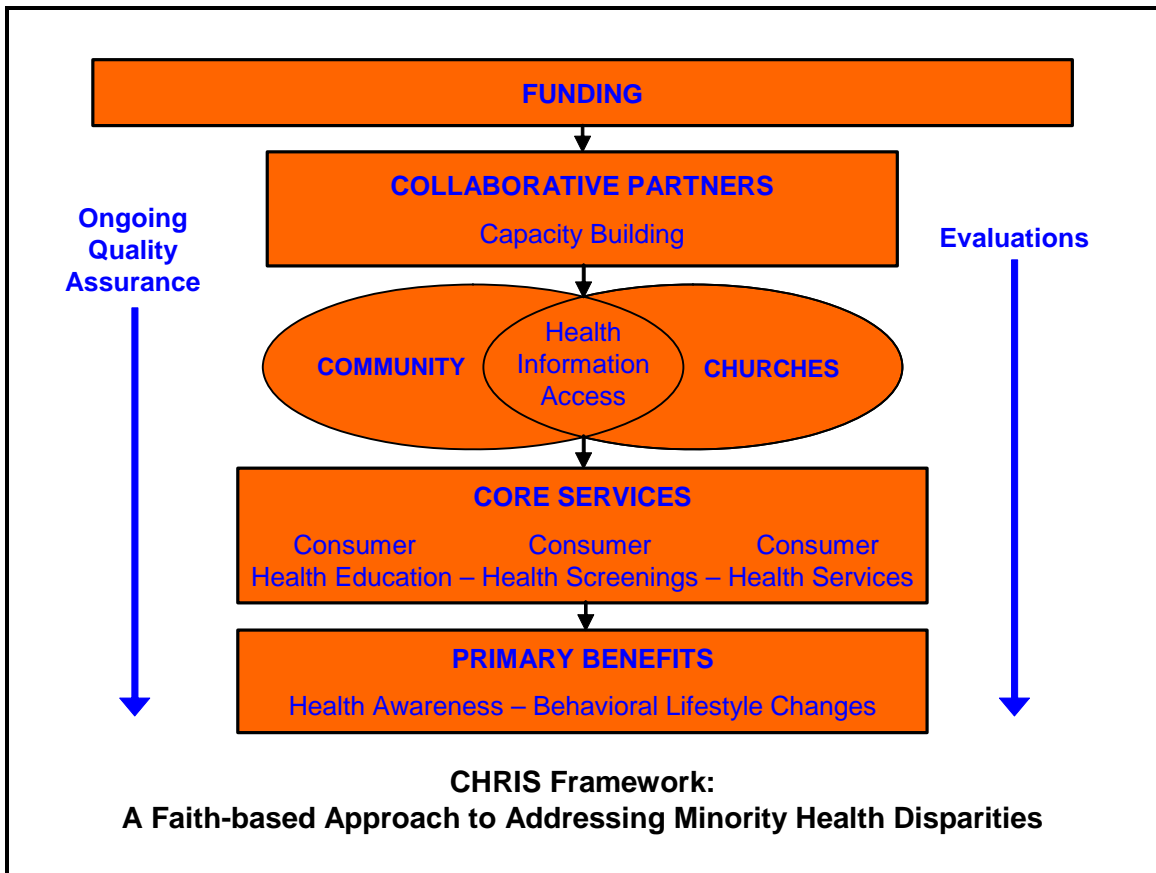 FUNDING
COLLABORATIVE PARTNERS
Capacity Building
Ongoing
Quality
Assurance
Evaluations
COMMUNITY
Health
Information
Access
CHURCHES
CORE SERVICES
Consumer Consumer Consumer
Health Education – Health Screenings – Health Services
PRIMARY BENEFITS
Health Awareness – Behavioral Lifestyle Changes
CHRIS Framework:
A Faith-based Approach to Addressing Minority Health Disparities